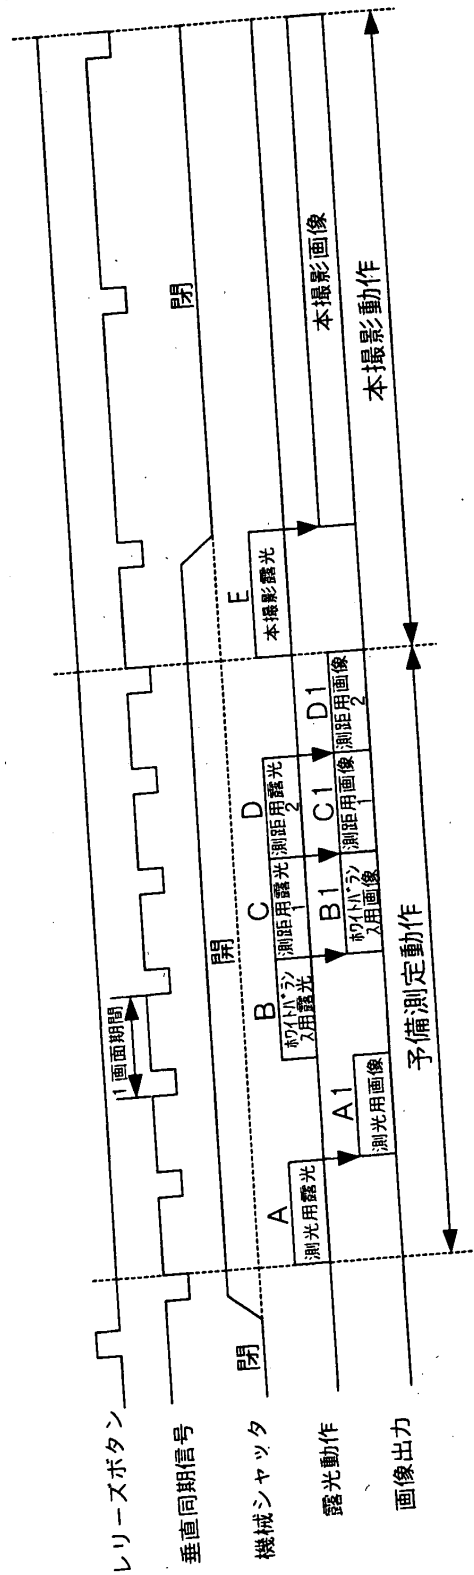 レリーズボタン
垂直同期信号
1画面期間
機械シャッタ
閉
開
閉
露光動作
A
測光用露光
B
ホワイトバラン
ス用露光
C
測距用露光
1
D
測距用露光
2
E
本撮影露光
画像出力
A1
測光用画像
B1
ホワイトバラン
ス用画像
C1
測距用画像
1
D1
測距用画像
2
本撮影画像
予備測定動作
本撮影動作